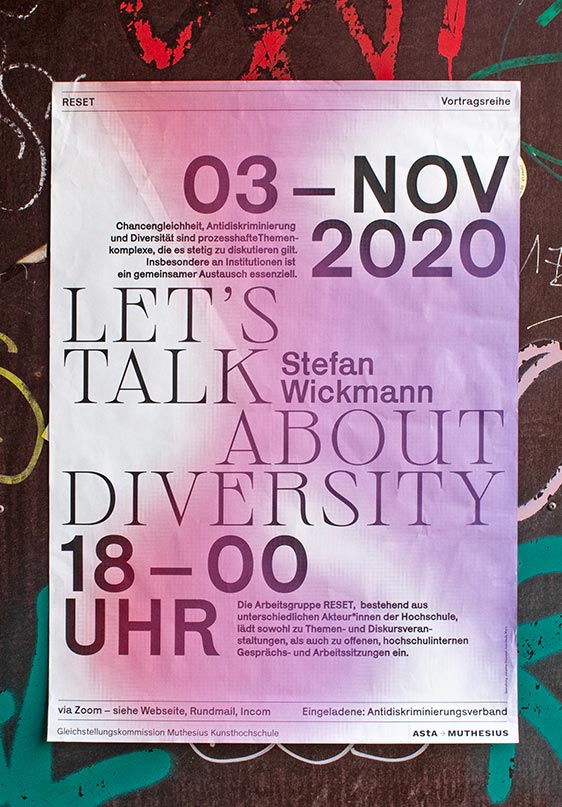 RESET Vortragsreihe
03 – NOV
2020
Chancengleichheit, Antidiskriminierung
und Diversität sind prozesshafteThemen-
komplexe, die es stetig zu diskutieren gilt.
Insbesondere an Institutionen ist
ein gemeinsamer Austausch essenziell.
LET'S
TALK
Stefan
Wickmann
ABOUT
DIVERSITY
18 – 00
UHR
Die Arbeitsgruppe RESET, bestehend aus
unterschiedlichen Akteur*innen der Hochschule,
lädt sowohl zu Themen- und Diskursveran-
staltungen, als auch zu offenen, hochschulinternen
Gesprächs- und Arbeitssitzungen ein.
via Zoom – siehe Webseite, Rundmail, Incom Eingeladene: Antidiskriminierungsverband
Gleichstellungskommission Muthesius Kunsthochschule AStA → MUTHESIUS